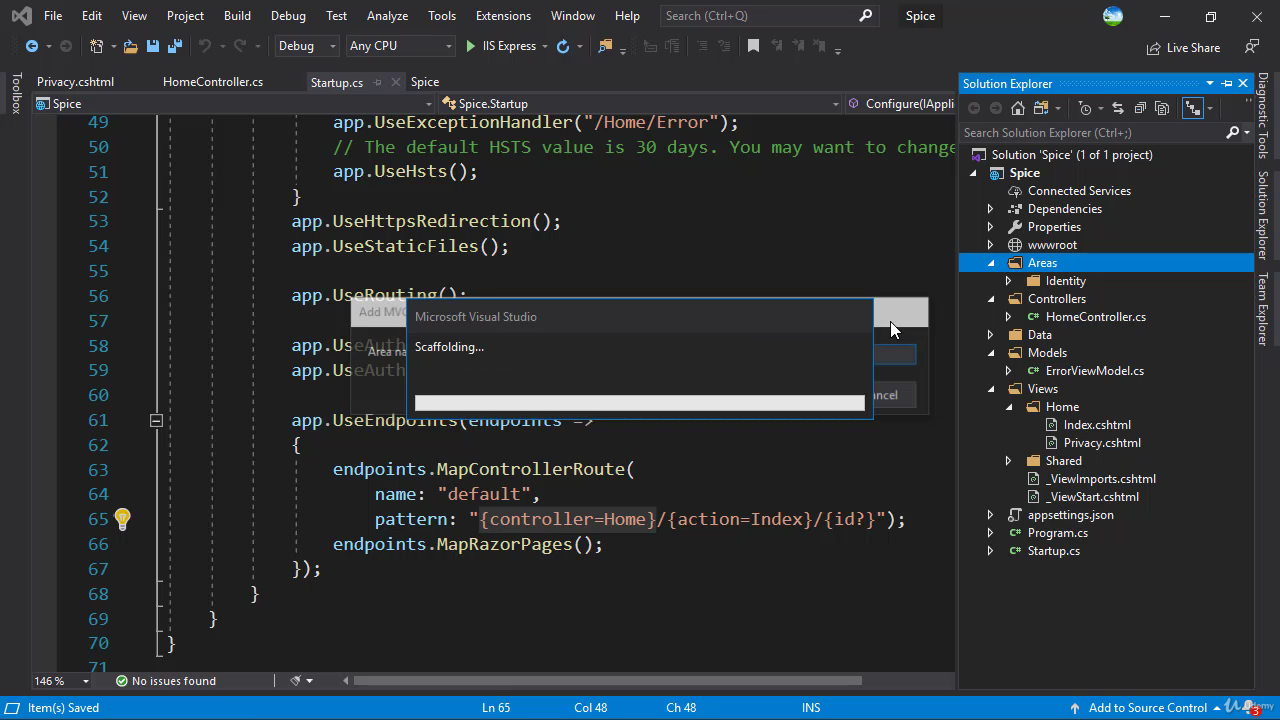 File Edit View Project Build Debug Test Analyze Tools Extensions Window Help Search (Ctrl+Q) Spice
Debug Any CPU IIS Express Live Share
Privacy.cshtml HomeController.cs Startup.cs Spice
Spice Spice.Startup Configure(IAppli
49 app.UseExceptionHandler("/Home/Error");
50 // The default HSTS value is 30 days. You may want to change
51 app.UseHsts();
52 }
53 app.UseHttpsRedirection();
54 app.UseStaticFiles();
55
56 app.UseRouting();
57
58 app.UseAuth
59 app.UseAuth
60
61 app.UseEndpoints(endpoints =>
62 {
63 endpoints.MapControllerRoute(
64 name: "default",
65 pattern: "{controller=Home}/{action=Index}/{id?}");
66 endpoints.MapRazorPages();
67 });
68 }
69 }
70 }
71
Add MVC
Area na
ancel
Microsoft Visual Studio
Scaffolding...
Toolbox
Solution Explorer
Search Solution Explorer (Ctrl+;)
Solution 'Spice' (1 of 1 project)
Spice
Connected Services
Dependencies
Properties
wwwroot
Areas
Identity
Controllers
HomeController.cs
Data
Models
ErrorViewModel.cs
Views
Home
Index.cshtml
Privacy.cshtml
Shared
_ViewImports.cshtml
_ViewStart.cshtml
appsettings.json
Program.cs
Startup.cs
Diagnostic Tools
Solution Explorer
Team Explorer
146 % No issues found
Item(s) Saved Ln 65 Col 48 Ch 48 INS Add to Source Control 3
Udemy